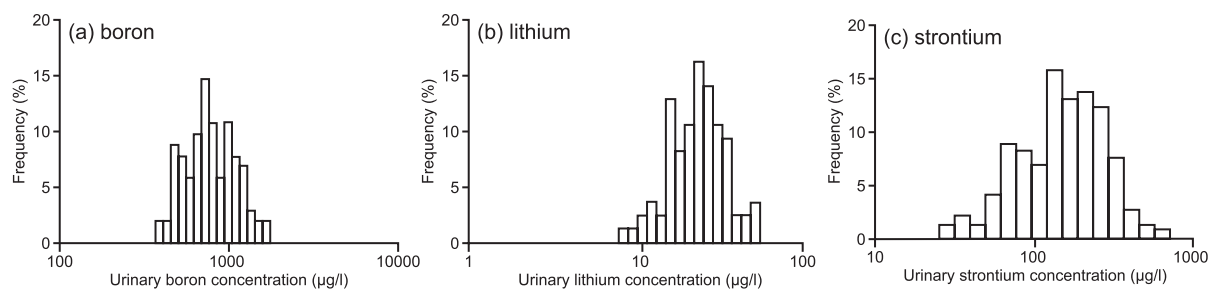 (a) boron
20
15
10
5
0
Frequency (%)
100
1000
10000
Urinary boron concentration (µg/l)
(b) lithium
20
15
10
5
0
Frequency (%)
1
10
100
Urinary lithium concentration (µg/l)
(c) strontium
20
15
10
5
0
Frequency (%)
10
100
1000
Urinary strontium concentration (µg/l)